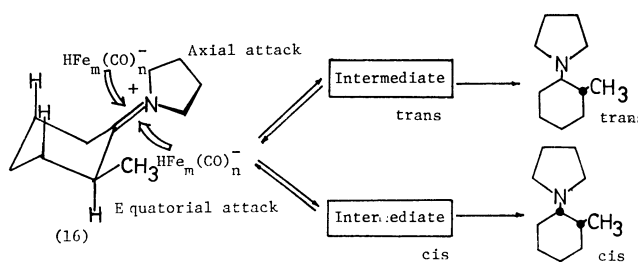 HFe_m(CO)_n^-
Axial attack
H
+
N
H
CH3
HFe_m(CO)_n^-
Equatorial attack
H
(16)
Intermediate
trans
N
CH3
trans
Intermediate
cis
N
CH3
cis